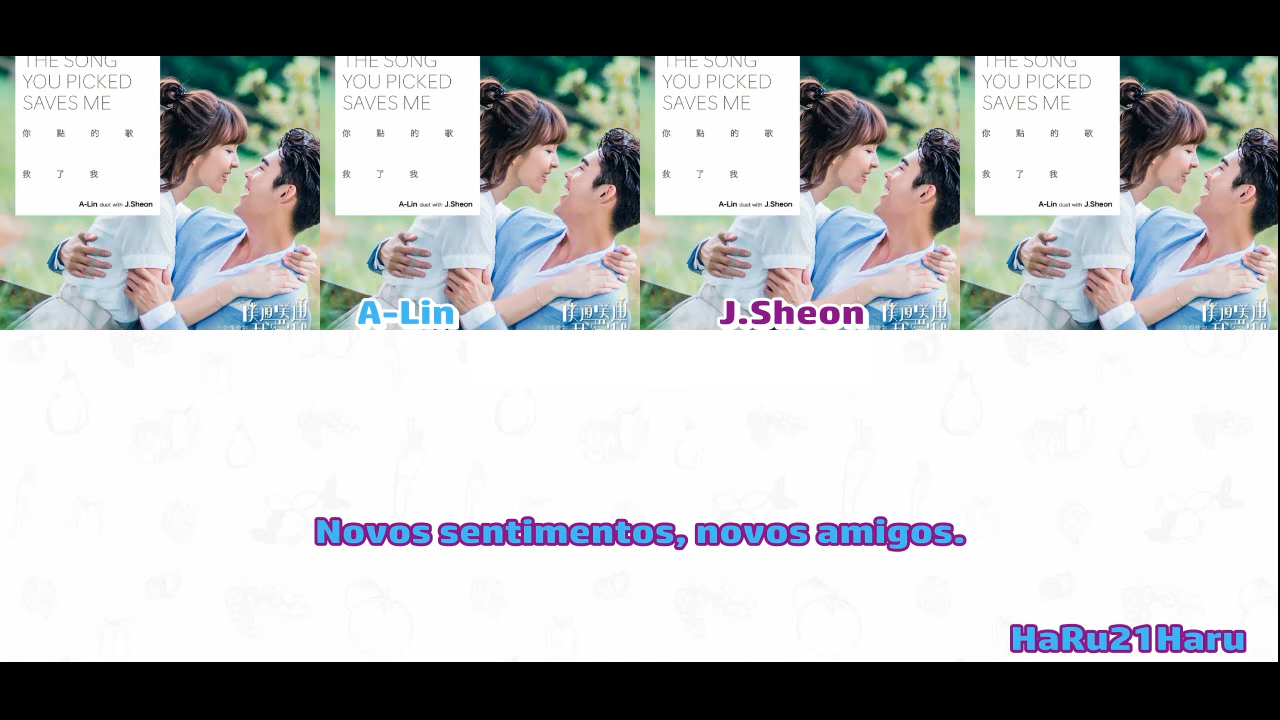 THE SONG
YOU PICKED
SAVES ME
你 點 的 歌
救 了 我
A-Lin duet with J.Sheon
THE SONG
YOU PICKED
SAVES ME
你 點 的 歌
救 了 我
A-Lin duet with J.Sheon
THE SONG
YOU PICKED
SAVES ME
你 點 的 歌
救 了 我
A-Lin duet with J.Sheon
THE SONG
YOU PICKED
SAVES ME
你 點 的 歌
救 了 我
A-Lin duet with J.Sheon
A-Lin
J.Sheon
Novos sentimentos, novos amigos.
HaRu21Haru